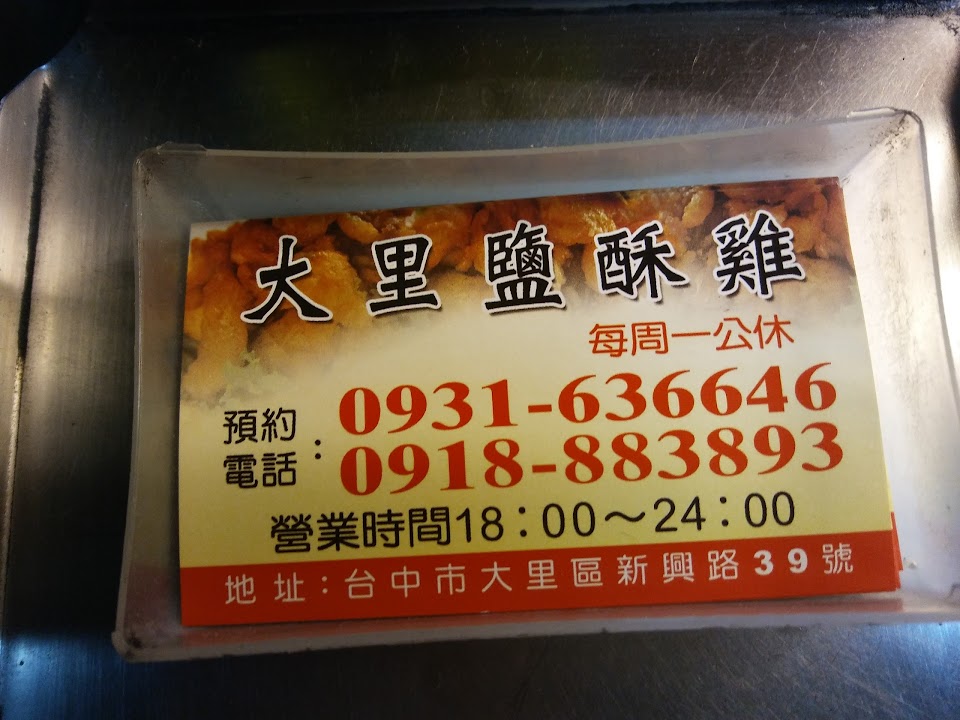 大里鹽酥雞
每周一公休
預約電話：0931-636646
0918-883893
營業時間18：00～24：00
地址：台中市大里區新興路39號